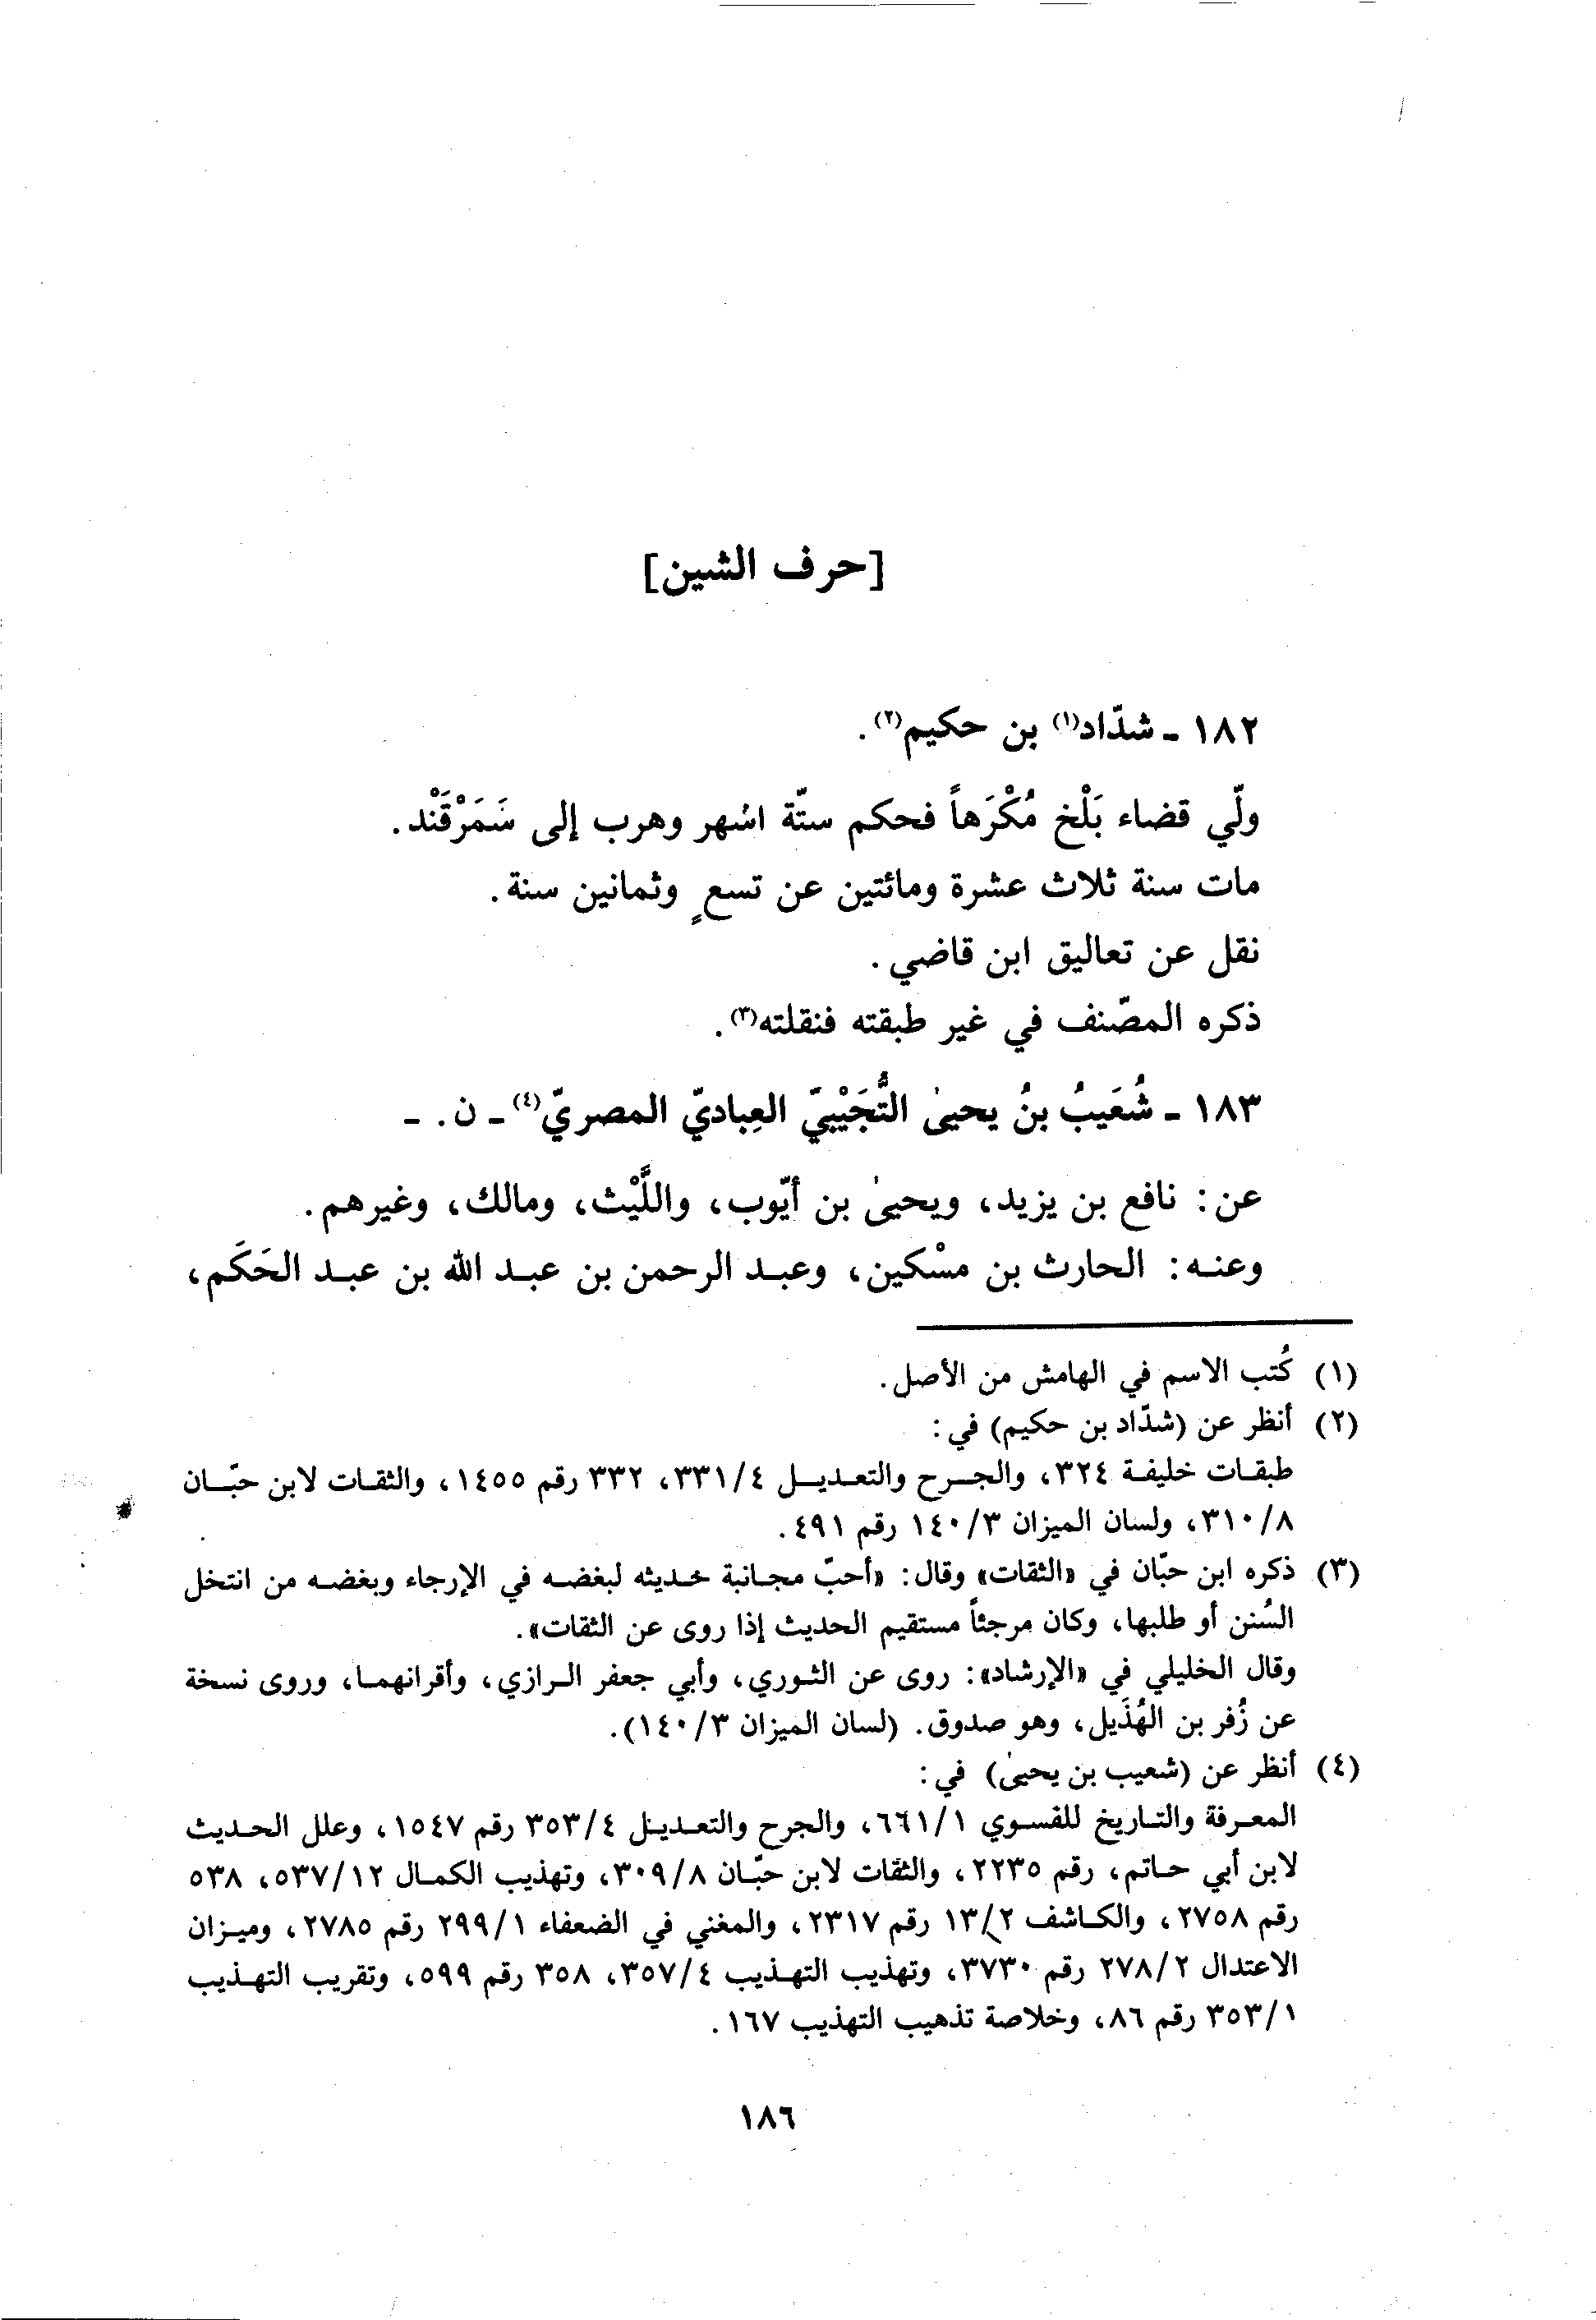 [حرف الشين]
١٨٢ ـ شدّاد(١) بن حكيم(٢).
ولّي قضاء بَلْخ مُكْرَهاً فحكم ستّة اشهر وهرب إلى سَمَرْقَنْد.
مات سنة ثلاث عشرة ومائتين عن تسعٍ وثمانين سنة.
نقل عن تعاليق ابن قاضي.
ذكره المصّنف في غير طبقته فنقلته(٣).
١٨٣ ـ شُعَيبُ بنُ يحيىٰ التُّجَيْبيّ العِباديّ المصريّ(٤) ـ ن. ـ
عن: نافع بن يزيد، ويحيىٰ بن أيّوب، واللَّيْث، ومالك، وغيرهم.
وعنه: الحارث بن مسْكين، وعبد الرحمن بن عبد الله بن عبد الحَكَم،
(١) كُتب الاسم في الهامش من الأصل.
(٢) أنظر عن (شدّاد بن حكيم) في:
طبقات خليفة ٣٢٤، والجرح والتعديل ٣٣١/٤، ٣٣٢ رقم ١٤٥٥، والثقات لابن حبّان
٣١٠/٨، ولسان الميزان ١٤٠/٣ رقم ٤٩١.
(٣) ذكره ابن حبّان في «الثقات» وقال: «أحبّ مجانبة حديثه لبغضه في الإرجاء وبغضه من انتخل
السُنن أو طلبها، وكان مرجئاً مستقيم الحديث إذا روى عن الثقات».
وقال الخليلي في «الإرشاد»: روى عن الثوري، وأبي جعفر الرازي، وأقرانهما، وروى نسخة
عن زُفر بن الهُذَيل، وهو صدوق. (لسان الميزان ١٤٠/٣).
(٤) أنظر عن (شعيب بن يحيىٰ) في:
المعرفة والتاريخ للفسوي ٦٦١/١، والجرح والتعديل ٣٥٣/٤ رقم ١٥٤٧، وعلل الحديث
لابن أبي حاتم، رقم ٢٢٣٥، والثقات لابن حبّان ٣٠٩/٨، وتهذيب الكمال ٥٣٧/١٢، ٥٣٨
رقم ٢٧٥٨، والكاشف ١٣/٢ رقم ٢٣١٧، والمغني في الضعفاء ٢٩٩/١ رقم ٢٧٨٥، وميزان
الاعتدال ٢٧٨/٢ رقم ٣٧٣٠، وتهذيب التهذيب ٣٥٧/٤، ٣٥٨ رقم ٥٩٩، وتقريب التهذيب
٣٥٣/١ رقم ٨٦، وخلاصة تذهيب التهذيب ١٦٧.
١٨٦